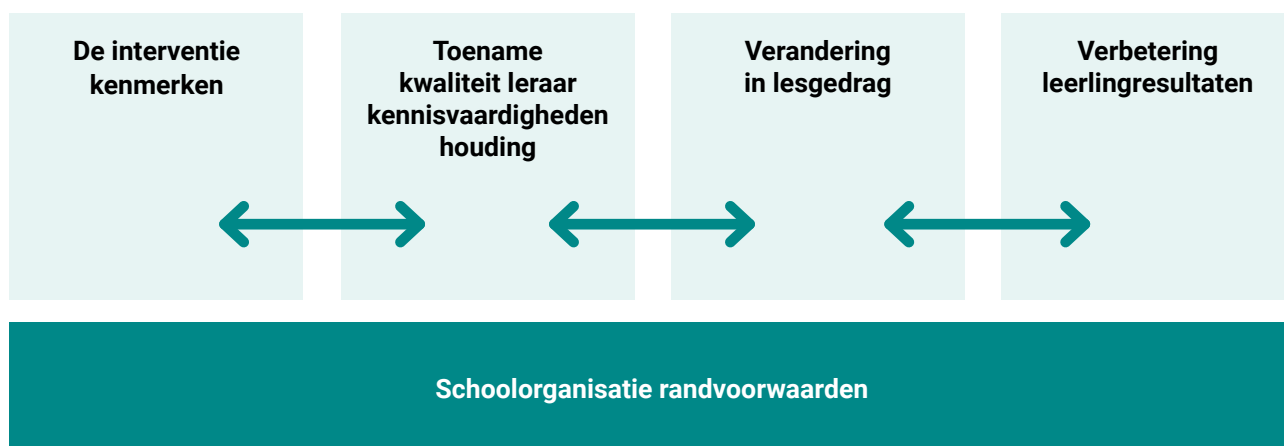 De interventie
kenmerken
Toename
kwaliteit leraar
kennisvaardigheden
houding
Verandering
in lesgedrag
Verbetering
leerlingresultaten
Schoolorganisatie randvoorwaarden